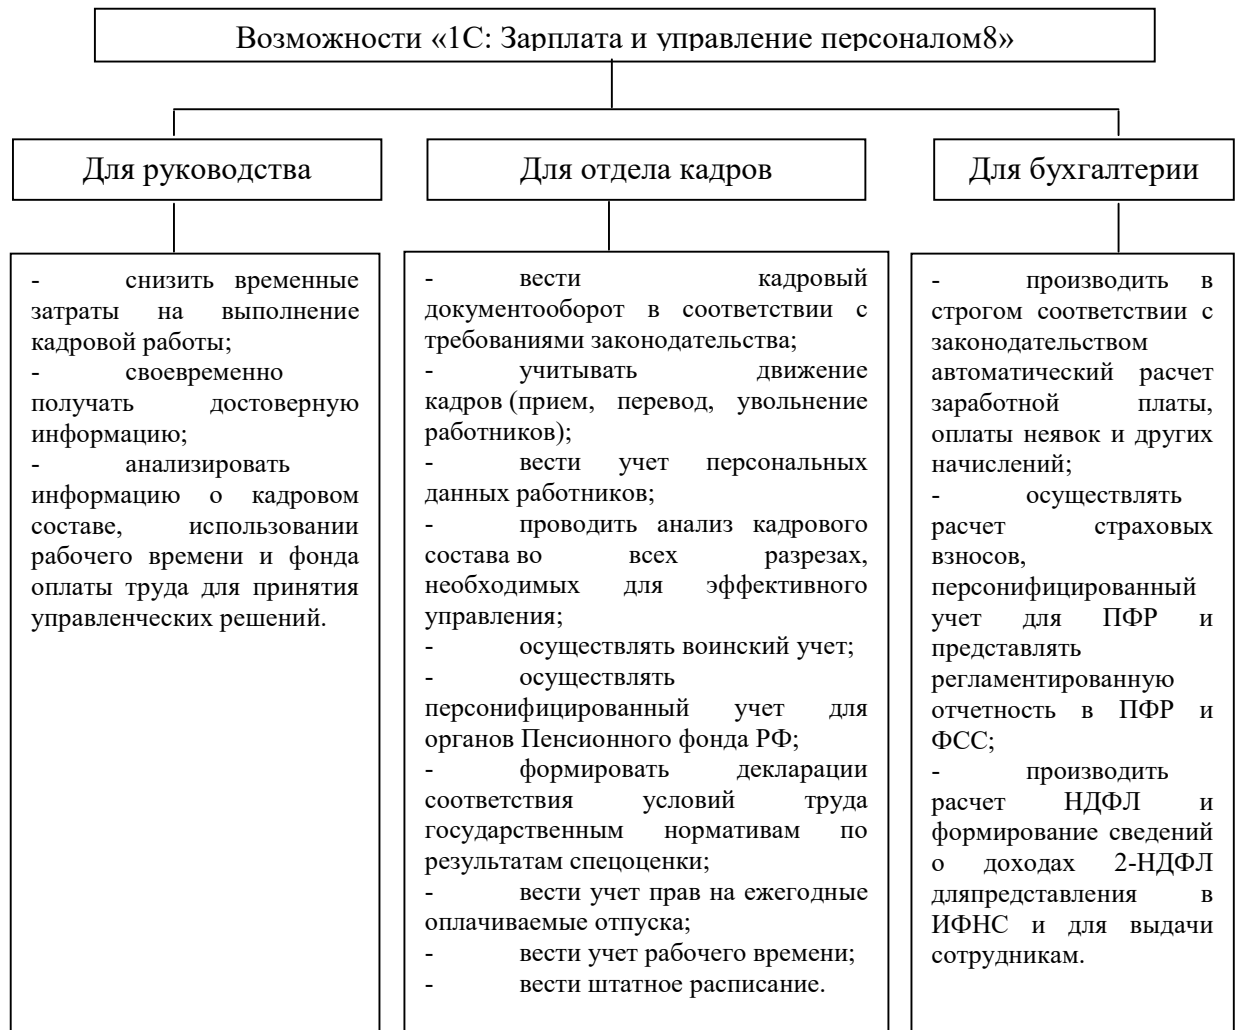 Возможности «1С: Зарплата и управление персоналом8»
Для руководства
Для отдела кадров
Для бухгалтерии
- снизить временные
затраты на выполнение
кадровой работы;
- своевременно
получать достоверную
информацию;
- анализировать
информацию о кадровом
составе, использовании
рабочего времени и фонда
оплаты труда для принятия
управленческих решений.
- вести кадровый
документооборот в соответствии с
требованиями законодательства;
- учитывать движение
кадров (прием, перевод, увольнение
работников);
- вести учет персональных
данных работников;
- проводить анализ кадрового
состава во всех разрезах,
необходимых для эффективного
управления;
- осуществлять воинский учет;
- осуществлять
персонифицированный учет для
органов Пенсионного фонда РФ;
- формировать декларации
соответствия условий труда
государственным нормативам по
результатам спецоценки;
- вести учет прав на ежегодные
оплачиваемые отпуска;
- вести учет рабочего времени;
- вести штатное расписание.
- производить в
строгом соответствии с
законодательством
автоматический расчет
заработной платы,
оплаты неявок и других
начислений;
- осуществлять
расчет страховых
взносов,
персонифицированный
учет для ПФР и
представлять
регламентированную
отчетность в ПФР и
ФСС;
- производить
расчет НДФЛ и
формирование сведений
о доходах 2-НДФЛ
дляпредставления в
ИФНС и для выдачи
сотрудникам.